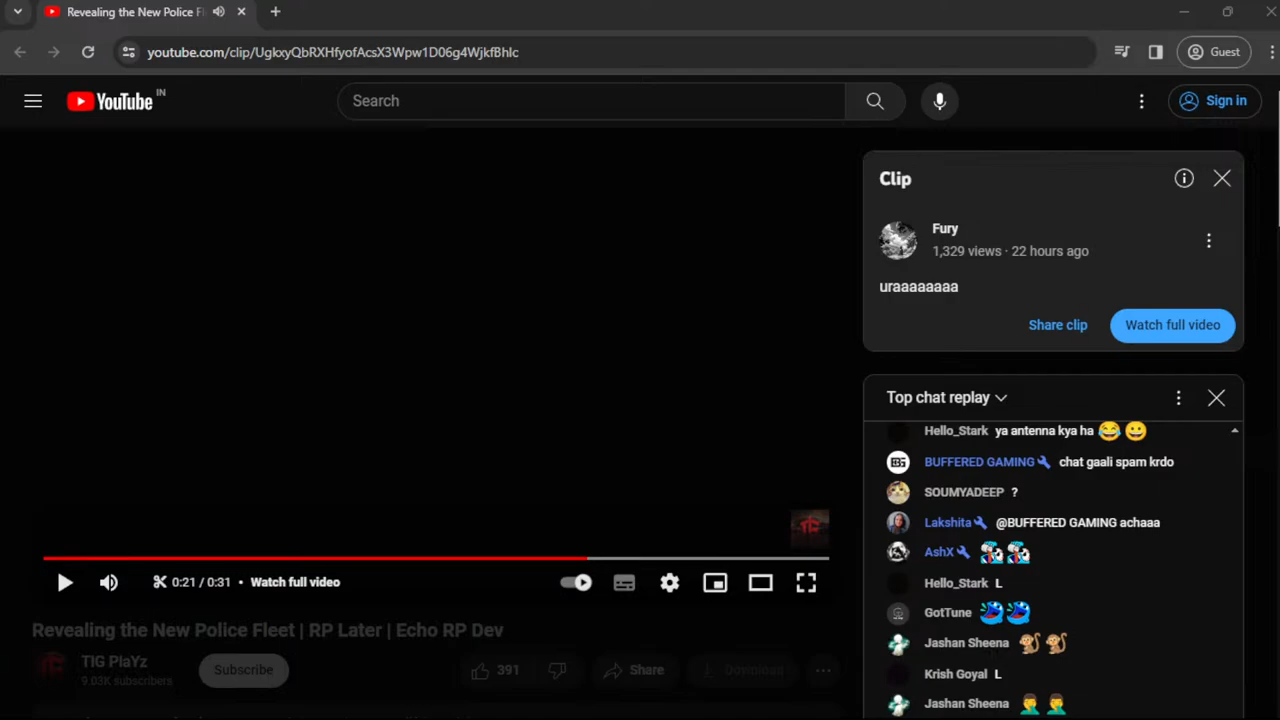 Revealing the New Police Fl
youtube.com/clip/UgkxyQbRXHfyofAcsX3Wpw1D06g4WjkfBhlc
Guest
YouTube IN
Search
Sign in
Clip
Fury
1,329 views · 22 hours ago
uraaaaaaaa
Share clip
Watch full video
Top chat replay
Hello_Stark ya antenna kya ha
BUFFERED GAMING chat gaali spam krdo
SOUMYADEEP ?
Lakshita @BUFFERED GAMING achaaa
AshX
Hello_Stark L
GotTune
Jashan Sheena
Krish Goyal L
Jashan Sheena
0:21 / 0:31 · Watch full video
Revealing the New Police Fleet | RP Later | Echo RP Dev
TIG PlaYz
9.03K subscribers
Subscribe
391
Share
Download